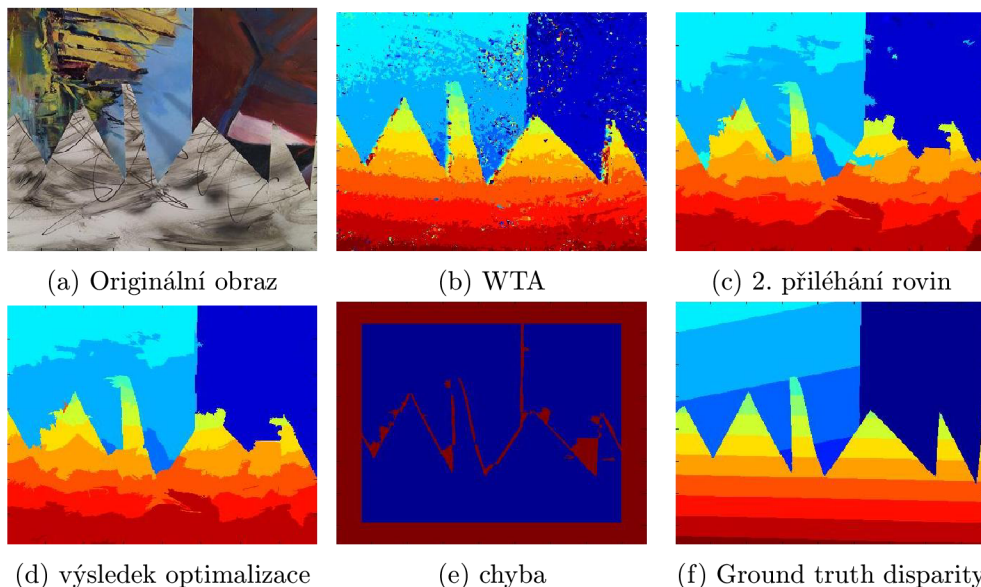 (a) Originální obraz
(b) WTA
(c) 2. přiléhání rovin
(d) výsledek optimalizace
(e) chyba
(f) Ground truth disparity